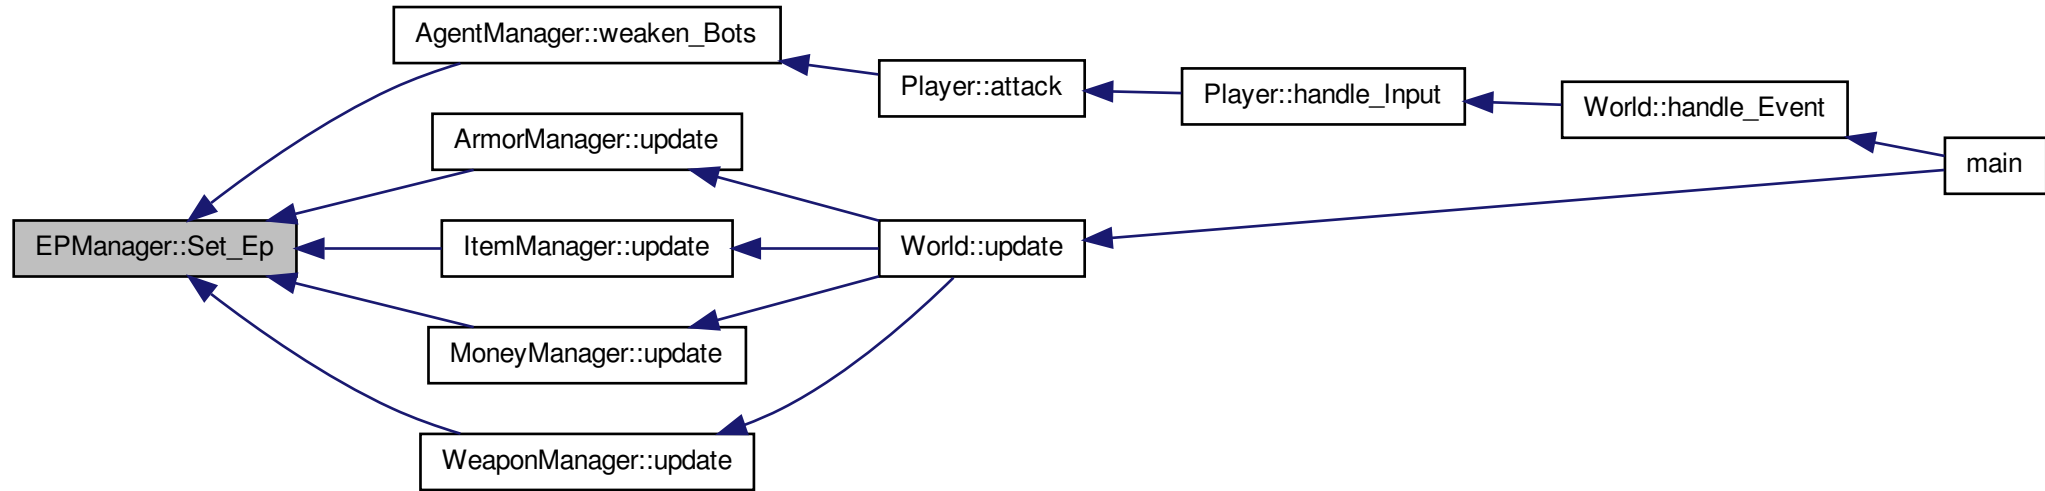 AgentManager::weaken_Bots
Player::attack
Player::handle_Input
World::handle_Event
ArmorManager::update
main
EPManager::Set_Ep
ItemManager::update
World::update
MoneyManager::update
WeaponManager::update